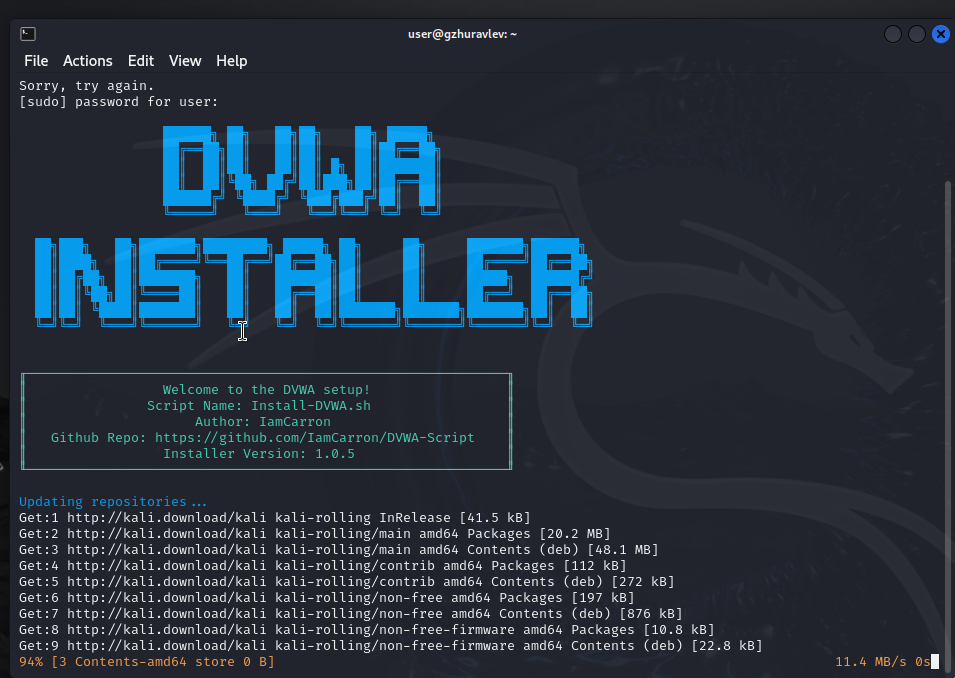 user@gzhuravlev: ~
File Actions Edit View Help
Sorry, try again.
[sudo] password for user:
DVWA
INSTALLER
Welcome to the DVWA setup!
Script Name: Install-DVWA.sh
Author: IamCarron
Github Repo: https://github.com/IamCarron/DVWA-Script
Installer Version: 1.0.5
Updating repositories...
Get:1 http://kali.download/kali kali-rolling InRelease [41.5 kB]
Get:2 http://kali.download/kali kali-rolling/main amd64 Packages [20.2 MB]
Get:3 http://kali.download/kali kali-rolling/main amd64 Contents (deb) [48.1 MB]
Get:4 http://kali.download/kali kali-rolling/contrib amd64 Packages [112 kB]
Get:5 http://kali.download/kali kali-rolling/contrib amd64 Contents (deb) [272 kB]
Get:6 http://kali.download/kali kali-rolling/non-free amd64 Packages [197 kB]
Get:7 http://kali.download/kali kali-rolling/non-free amd64 Contents (deb) [876 kB]
Get:8 http://kali.download/kali kali-rolling/non-free-firmware amd64 Packages [10.8 kB]
Get:9 http://kali.download/kali kali-rolling/non-free-firmware amd64 Contents (deb) [22.8 kB]
94% [3 Contents-amd64 store 0 B] 11.4 MB/s 0s